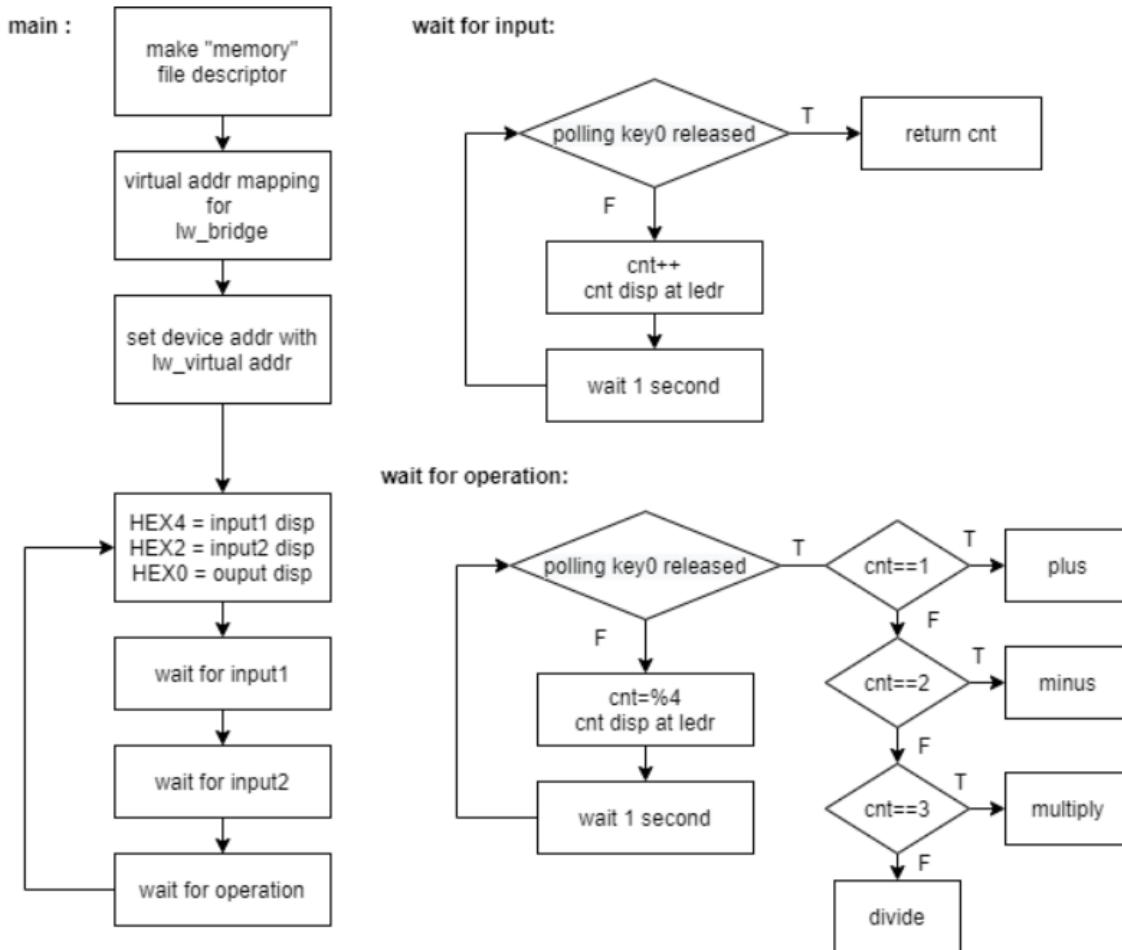 main :
make "memory"
file descriptor
virtual addr mapping
for
lw_bridge
set device addr with
lw_virtual addr
HEX4 = input1 disp
HEX2 = input2 disp
HEX0 = ouput disp
wait for input1
wait for input2
wait for operation
wait for input:
polling key0 released
T
return cnt
F
cnt++
cnt disp at ledr
wait 1 second
wait for operation:
polling key0 released
T
cnt==1
T
plus
F
F
cnt=%4
cnt disp at ledr
cnt==2
T
minus
F
wait 1 second
cnt==3
T
multiply
F
divide